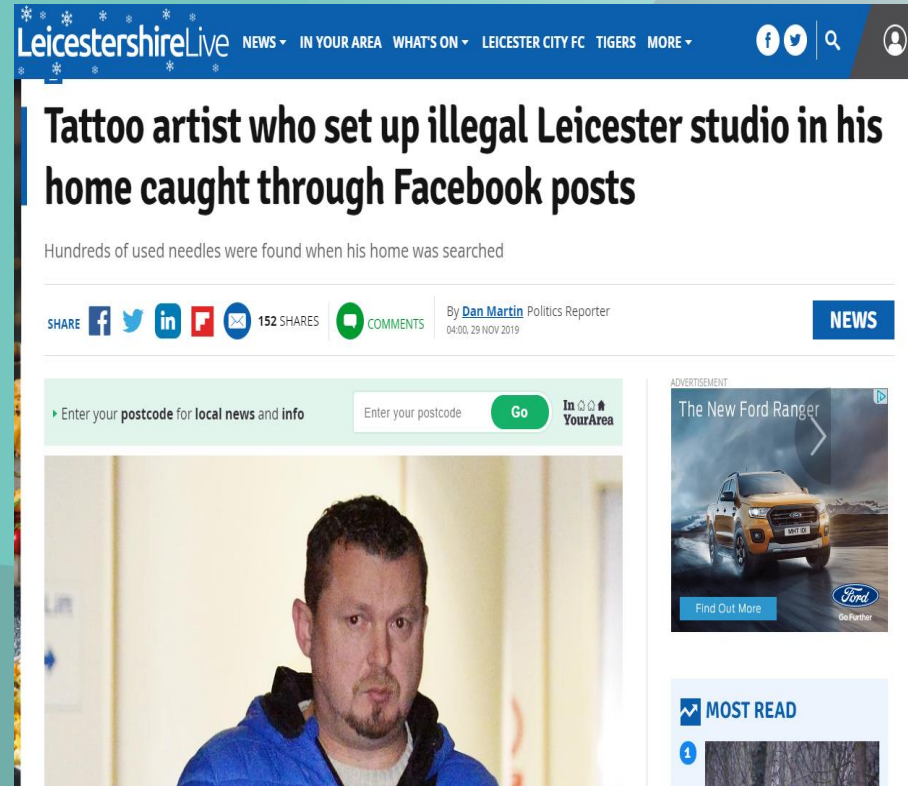 LeicestershireLive NEWS IN YOUR AREA WHAT'S ON LEICESTER CITY FC TIGERS MORE
Tattoo artist who set up illegal Leicester studio in his
home caught through Facebook posts
Hundreds of used needles were found when his home was searched
SHARE 152 SHARES COMMENTS By Dan Martin Politics Reporter
04:00, 29 NOV 2019
NEWS
Enter your postcode for local news and info Enter your postcode Go In YourArea
ADVERTISEMENT
The New Ford Ranger
MHT 101
Find Out More
Ford
Go Further
MOST READ
1